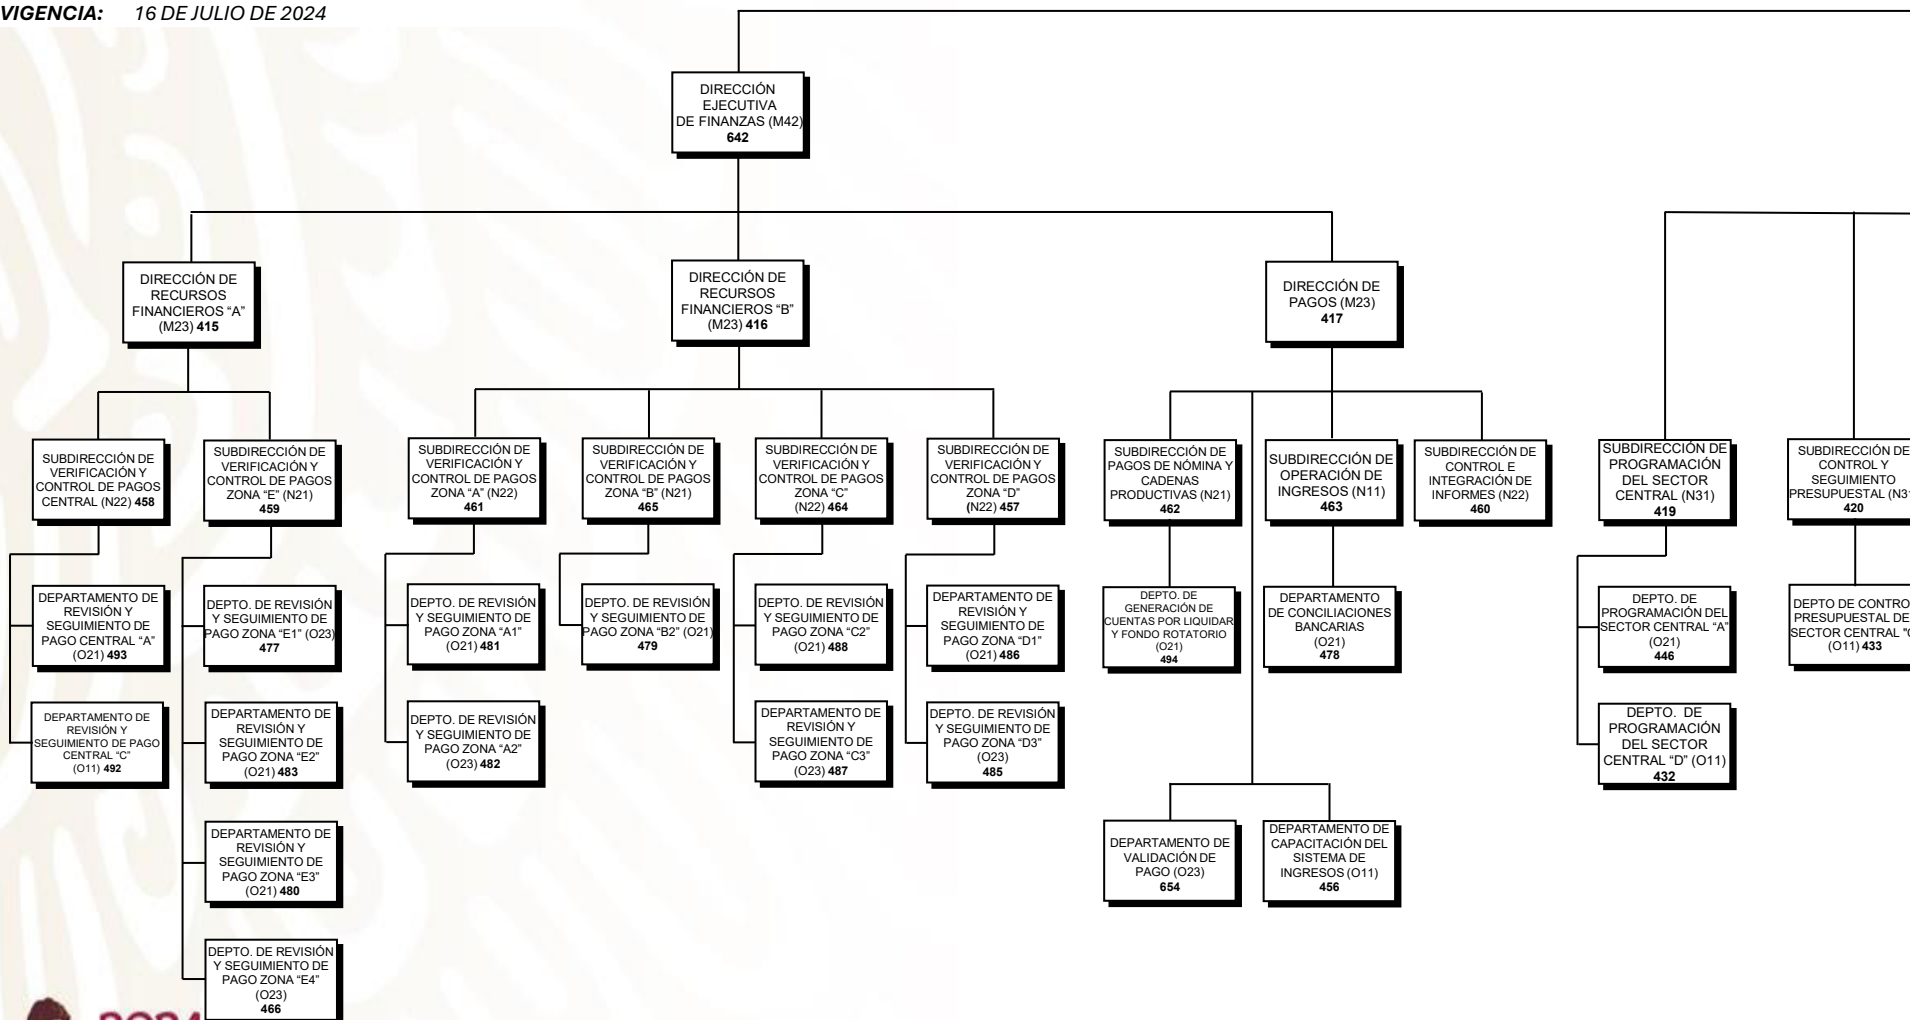 VIGENCIA: 16 DE JULIO DE 2024
DIRECCIÓN
EJECUTIVA
DE FINANZAS (M42)
642
DIRECCIÓN DE
RECURSOS
FINANCIEROS “A”
(M23) 415
DIRECCIÓN DE
RECURSOS
FINANCIEROS “B”
(M23) 416
DIRECCIÓN DE
PAGOS (M23)
417
SUBDIRECCIÓN DE
VERIFICACIÓN Y
CONTROL DE PAGOS
CENTRAL (N22) 458
SUBDIRECCIÓN DE
VERIFICACIÓN Y
CONTROL DE PAGOS
ZONA “E” (N21)
459
SUBDIRECCIÓN DE
VERIFICACIÓN Y
CONTROL DE PAGOS
ZONA “A” (N22)
461
SUBDIRECCIÓN DE
VERIFICACIÓN Y
CONTROL DE PAGOS
ZONA “B” (N21)
465
SUBDIRECCIÓN DE
VERIFICACIÓN Y
CONTROL DE PAGOS
ZONA “C”
(N22) 464
SUBDIRECCIÓN DE
VERIFICACIÓN Y
CONTROL DE PAGOS
ZONA “D”
(N22) 457
SUBDIRECCIÓN DE
PAGOS DE NÓMINA Y
CADENAS
PRODUCTIVAS (N21)
462
SUBDIRECCIÓN DE
OPERACIÓN DE
INGRESOS (N11)
463
SUBDIRECCIÓN DE
CONTROL E
INTEGRACIÓN DE
INFORMES (N22)
460
SUBDIRECCIÓN DE
PROGRAMACIÓN
DEL SECTOR
CENTRAL (N31)
419
SUBDIRECCIÓN DE
CONTROL Y
SEGUIMIENTO
PRESUPUESTAL (N31
420
DEPARTAMENTO DE
REVISIÓN Y
SEGUIMIENTO DE
PAGO CENTRAL “A”
(O21) 493
DEPTO. DE REVISIÓN
Y SEGUIMIENTO DE
PAGO ZONA “E1” (O23)
477
DEPTO. DE REVISIÓN
Y SEGUIMIENTO DE
PAGO ZONA “A1”
(O21) 481
DEPTO. DE REVISIÓN
Y SEGUIMIENTO DE
PAGO ZONA “B2” (O21)
479
DEPTO. DE REVISIÓN
Y SEGUIMIENTO DE
PAGO ZONA “C2”
(O21) 488
DEPARTAMENTO DE
REVISIÓN Y
SEGUIMIENTO DE
PAGO ZONA “D1”
(O21) 486
DEPTO. DE
GENERACIÓN DE
CUENTAS POR LIQUIDAR
Y FONDO ROTATORIO
(O21)
494
DEPARTAMENTO
DE CONCILIACIONES
BANCARIAS
(O21)
478
DEPTO. DE
PROGRAMACIÓN DEL
SECTOR CENTRAL “A”
(O21)
446
DEPTO DE CONTRO
PRESUPUESTAL DE
SECTOR CENTRAL "C
(O11) 433
DEPARTAMENTO DE
REVISIÓN Y
SEGUIMIENTO DE PAGO
CENTRAL “C”
(O11) 492
DEPARTAMENTO DE
REVISIÓN Y
SEGUIMIENTO DE
PAGO ZONA “E2”
(O21) 483
DEPTO. DE REVISIÓN
Y SEGUIMIENTO DE
PAGO ZONA “A2”
(O23) 482
DEPARTAMENTO DE
REVISIÓN Y
SEGUIMIENTO DE
PAGO ZONA “C3”
(O23) 487
DEPTO. DE REVISIÓN
Y SEGUIMIENTO DE
PAGO ZONA “D3”
(O23)
485
DEPTO. DE
PROGRAMACIÓN
DEL SECTOR
CENTRAL “D” (O11)
432
DEPARTAMENTO DE
REVISIÓN Y
SEGUIMIENTO DE
PAGO ZONA “E3”
(O21) 480
DEPARTAMENTO DE
VALIDACIÓN DE
PAGO (O23)
654
DEPARTAMENTO DE
CAPACITACIÓN DEL
SISTEMA DE
INGRESOS (O11)
456
DEPTO. DE REVISIÓN
Y SEGUIMIENTO DE
PAGO ZONA “E4”
(O23)
466
2024